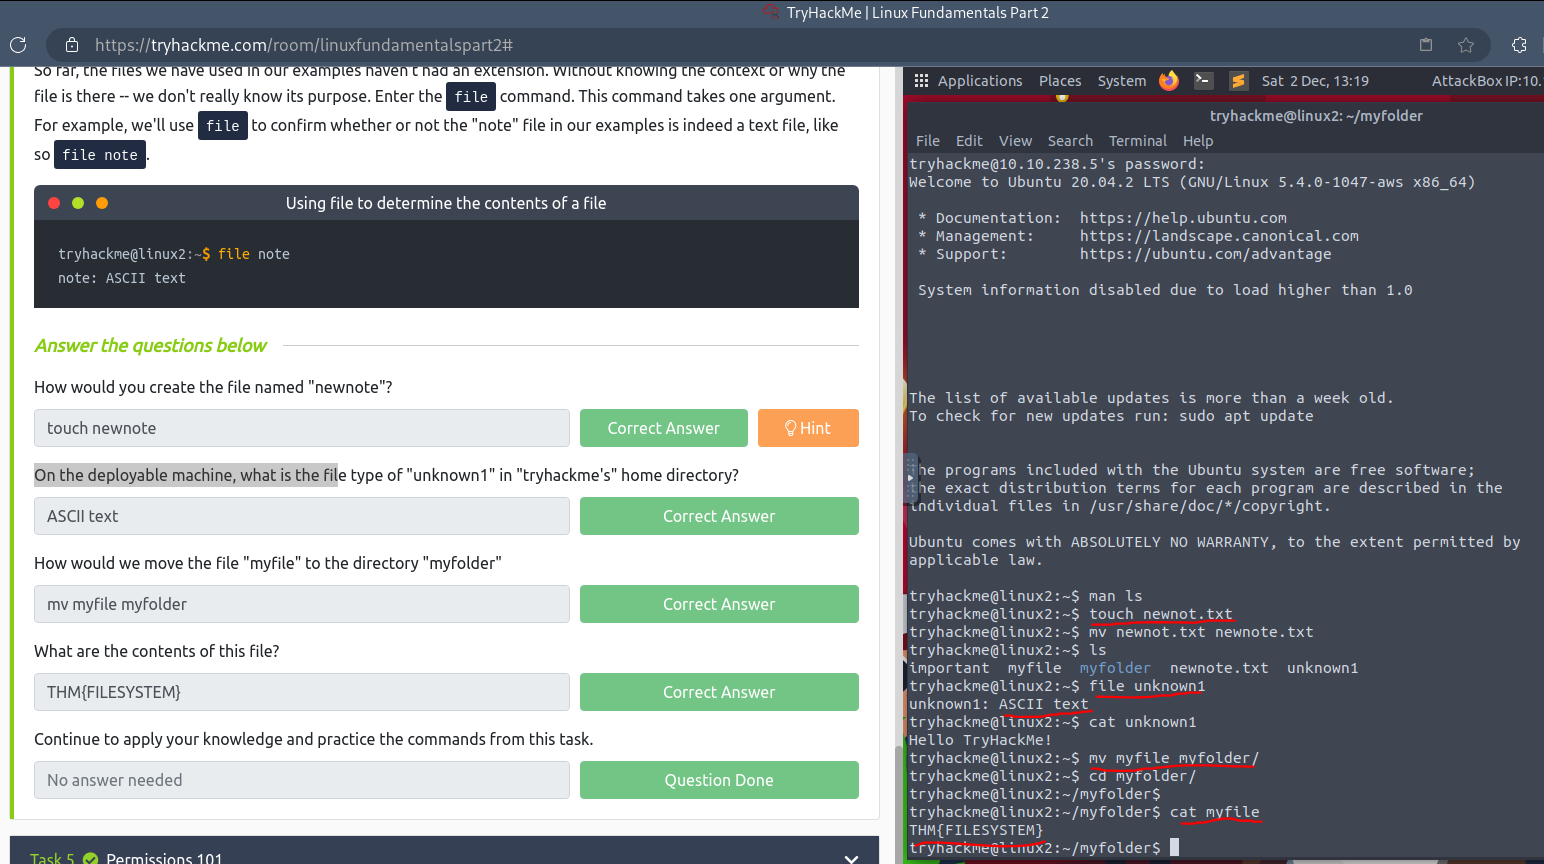 TryHackMe | Linux Fundamentals Part 2
https://tryhackme.com/room/linuxfundamentalspart2#
So far, the files we have used in our examples haven't had an extension. Without knowing the context of why the
file is there -- we don't really know its purpose. Enter the file command. This command takes one argument.
For example, we'll use file to confirm whether or not the "note" file in our examples is indeed a text file, like
so file note.
Using file to determine the contents of a file
tryhackme@linux2:~$ file note
note: ASCII text
Answer the questions below
How would you create the file named "newnote"?
touch newnote
Correct Answer
Hint
On the deployable machine, what is the file type of "unknown1" in "tryhackme's" home directory?
ASCII text
Correct Answer
How would we move the file "myfile" to the directory "myfolder"
mv myfile myfolder
Correct Answer
What are the contents of this file?
THM{FILESYSTEM}
Correct Answer
Continue to apply your knowledge and practice the commands from this task.
No answer needed
Question Done
Task 5 Permissions 101
Applications Places System Sat 2 Dec, 13:19 AttackBox IP:10.
tryhackme@linux2: ~/myfolder
File Edit View Search Terminal Help
tryhackme@10.10.238.5's password:
Welcome to Ubuntu 20.04.2 LTS (GNU/Linux 5.4.0-1047-aws x86_64)
* Documentation: https://help.ubuntu.com
* Management: https://landscape.canonical.com
* Support: https://ubuntu.com/advantage
System information disabled due to load higher than 1.0
The list of available updates is more than a week old.
To check for new updates run: sudo apt update
The programs included with the Ubuntu system are free software;
the exact distribution terms for each program are described in the
individual files in /usr/share/doc/*/copyright.
Ubuntu comes with ABSOLUTELY NO WARRANTY, to the extent permitted by
applicable law.
tryhackme@linux2:~$ man ls
tryhackme@linux2:~$ touch newnot.txt
tryhackme@linux2:~$ mv newnot.txt newnote.txt
tryhackme@linux2:~$ ls
important myfile myfolder newnote.txt unknown1
tryhackme@linux2:~$ file unknown1
unknown1: ASCII text
tryhackme@linux2:~$ cat unknown1
Hello TryHackMe!
tryhackme@linux2:~$ mv myfile myfolder/
tryhackme@linux2:~$ cd myfolder/
tryhackme@linux2:~/myfolder$
tryhackme@linux2:~/myfolder$ cat myfile
THM{FILESYSTEM}
tryhackme@linux2:~/myfolder$